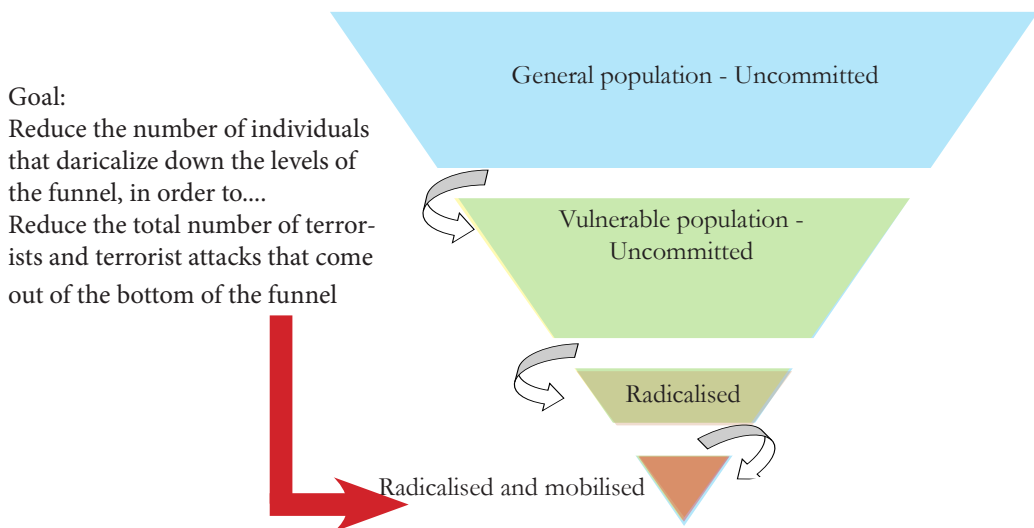 Goal:
Reduce the number of individuals
that daricalize down the levels of
the funnel, in order to....
Reduce the total number of terror-
ists and terrorist attacks that come
out of the bottom of the funnel
General population - Uncommitted
Vulnerable population -
Uncommitted
Radicalised
Radicalised and mobilised